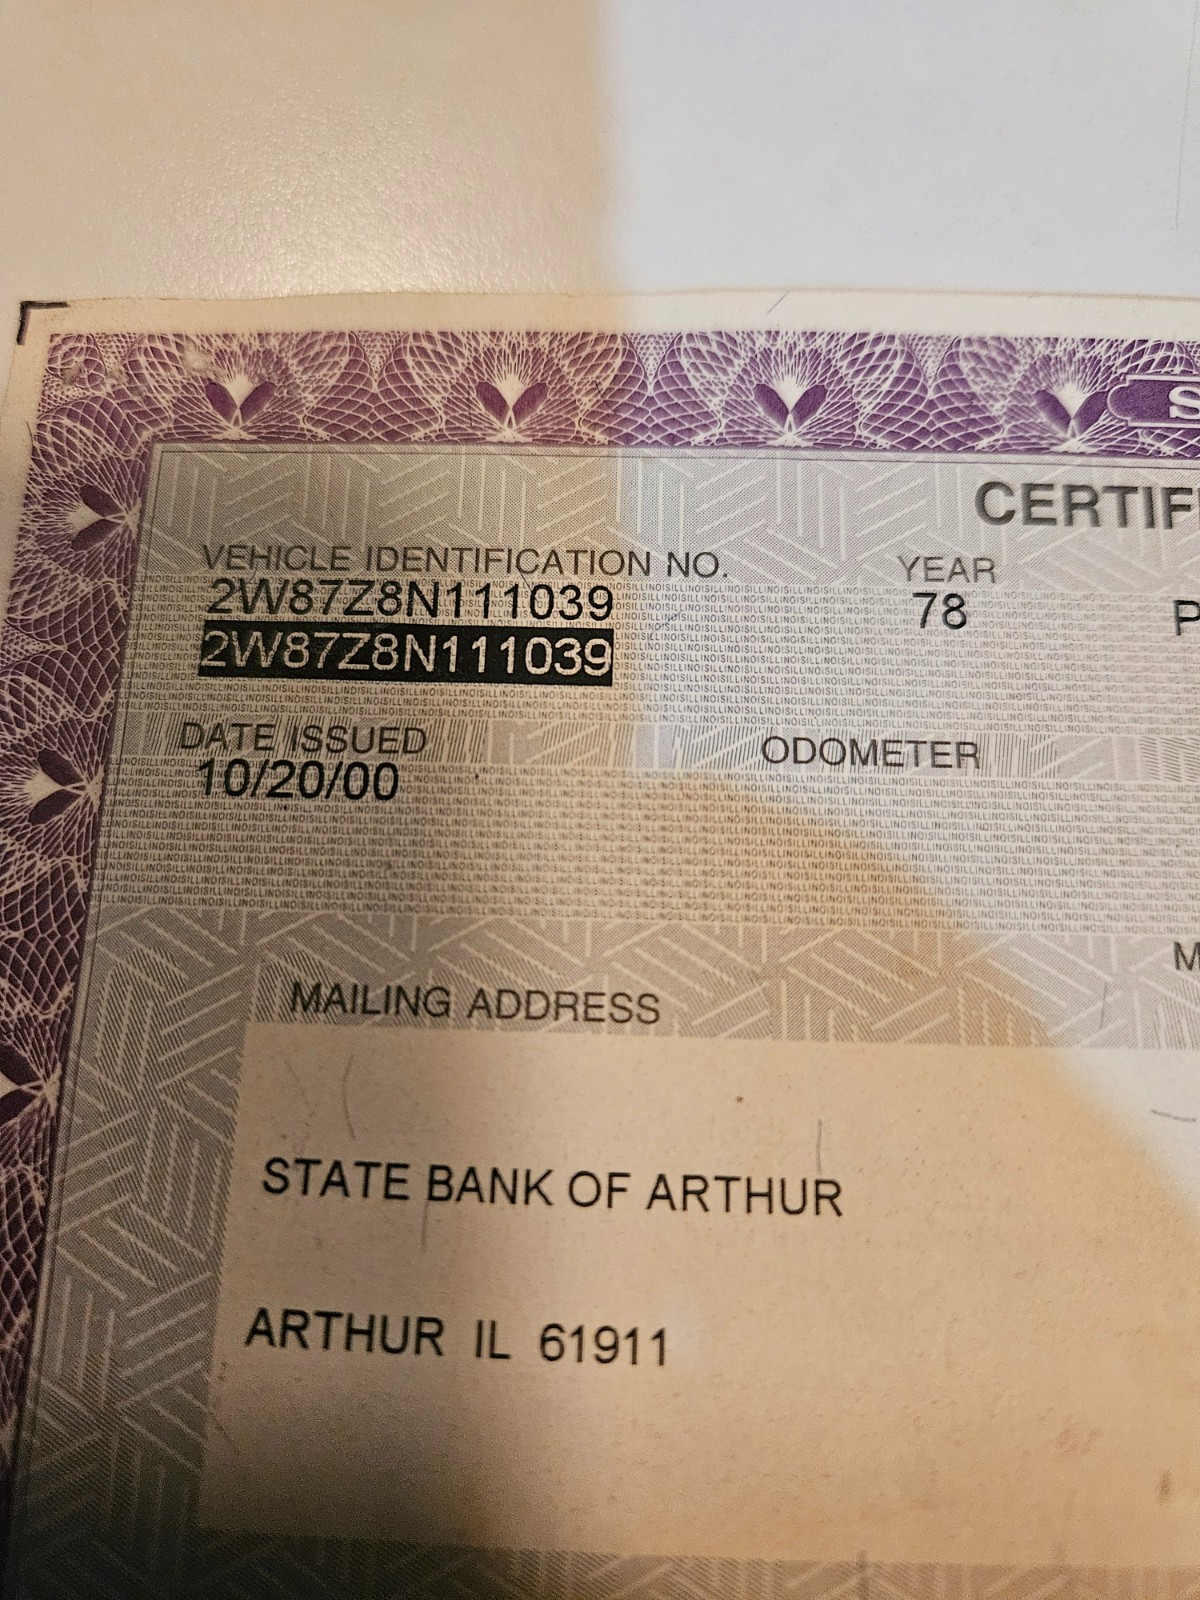 CERTIF
VEHICLE IDENTIFICATION NO. YEAR
2W87Z8N111039 78 P
2W87Z8N111039
DATE ISSUED ODOMETER
10/20/00
M
MAILING ADDRESS
STATE BANK OF ARTHUR
ARTHUR IL 61911